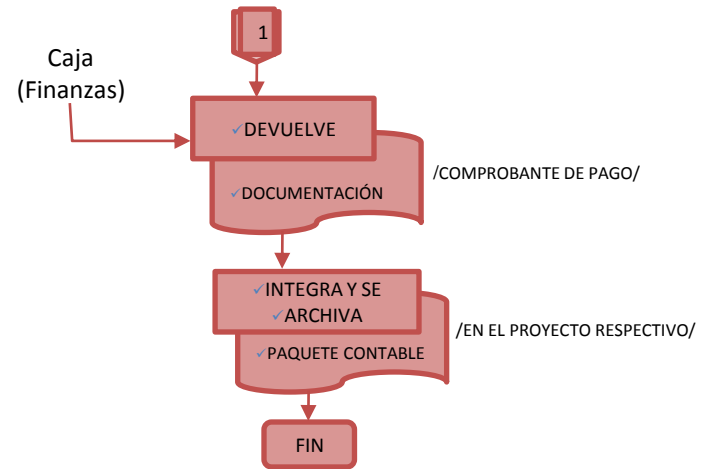 1
Caja
(Finanzas)
✓DEVUELVE
/COMPROBANTE DE PAGO/
✓DOCUMENTACIÓN
✓INTEGRA Y SE
✓ARCHIVA
/EN EL PROYECTO RESPECTIVO/
✓PAQUETE CONTABLE
FIN